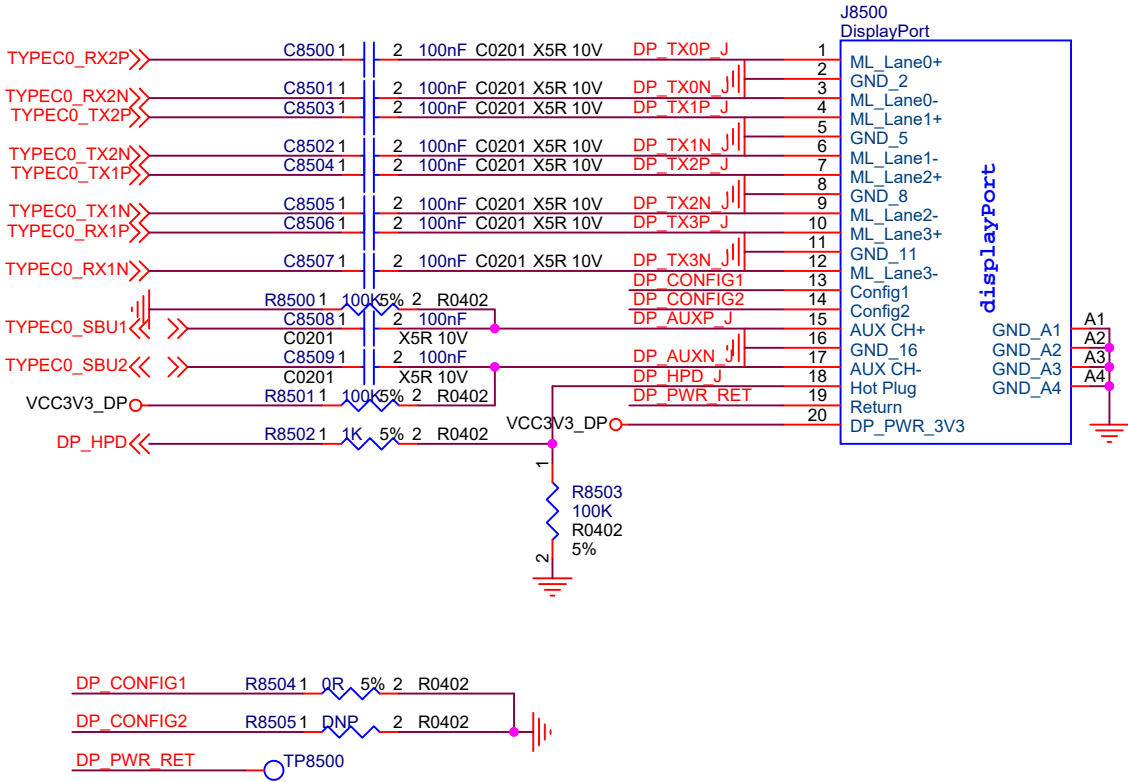 J8500
DisplayPort
TYPEC0_RX2P C8500 1 2 100nF C0201 X5R 10V DP_TX0P_J 1 ML_Lane0+
2 GND_2
TYPEC0_RX2N C8501 1 2 100nF C0201 X5R 10V DP_TX0N_J 3 ML_Lane0-
TYPEC0_TX2P C8503 1 2 100nF C0201 X5R 10V DP_TX1P_J 4 ML_Lane1+
5 GND_5
TYPEC0_TX2N C8502 1 2 100nF C0201 X5R 10V DP_TX1N_J 6 ML_Lane1-
TYPEC0_TX1P C8504 1 2 100nF C0201 X5R 10V DP_TX2P_J 7 ML_Lane2+
8 GND_8
TYPEC0_TX1N C8505 1 2 100nF C0201 X5R 10V DP_TX2N_J 9 ML_Lane2-
TYPEC0_RX1P C8506 1 2 100nF C0201 X5R 10V DP_TX3P_J 10 ML_Lane3+
11 GND_11
TYPEC0_RX1N C8507 1 2 100nF C0201 X5R 10V DP_TX3N_J 12 ML_Lane3-
DP_CONFIG1 13 Config1
R8500 1 100K 5% 2 R0402 DP_CONFIG2 14 Config2
TYPEC0_SBU1 C8508 1 2 100nF DP_AUXP_J 15 AUX CH+ GND_A1 A1
C0201 X5R 10V 16 GND_16 GND_A2 A2
TYPEC0_SBU2 C8509 1 2 100nF DP_AUXN_J 17 AUX CH- GND_A3 A3
C0201 X5R 10V DP_HPD_J 18 Hot Plug GND_A4 A4
VCC3V3_DP R8501 1 100K 5% 2 R0402 DP_PWR_RET 19 Return
VCC3V3_DP 20 DP_PWR_3V3
DP_HPD R8502 1 1K 5% 2 R0402
displayPort
1
R8503
100K
R0402
5%
2
DP_CONFIG1 R8504 1 0R 5% 2 R0402
DP_CONFIG2 R8505 1 DNP 2 R0402
DP_PWR_RET TP8500